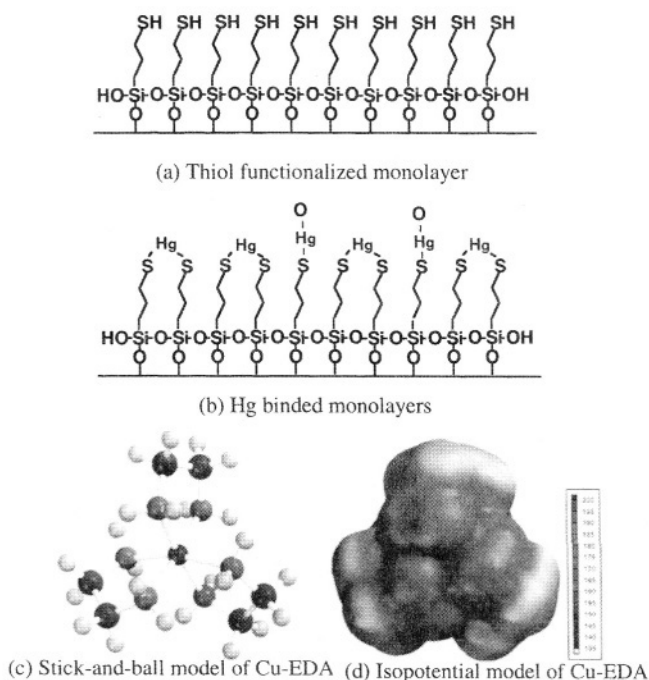 SH SH SH SH SH SH SH SH SH SH
HO-Si-O-Si-O-Si-O-Si-O-Si-O-Si-O-Si-O-Si-O-Si-O-Si-OH
O O O O O O O O O O
(a) Thiol functionalized monolayer
O O
Hg Hg Hg Hg Hg Hg
S S S S S S S S S S
HO-Si-O-Si-O-Si-O-Si-O-Si-O-Si-O-Si-O-Si-O-Si-O-Si-OH
O O O O O O O O O O
(b) Hg binded monolayers
(c) Stick-and-ball model of Cu-EDA
(d) Isopotential model of Cu-EDA